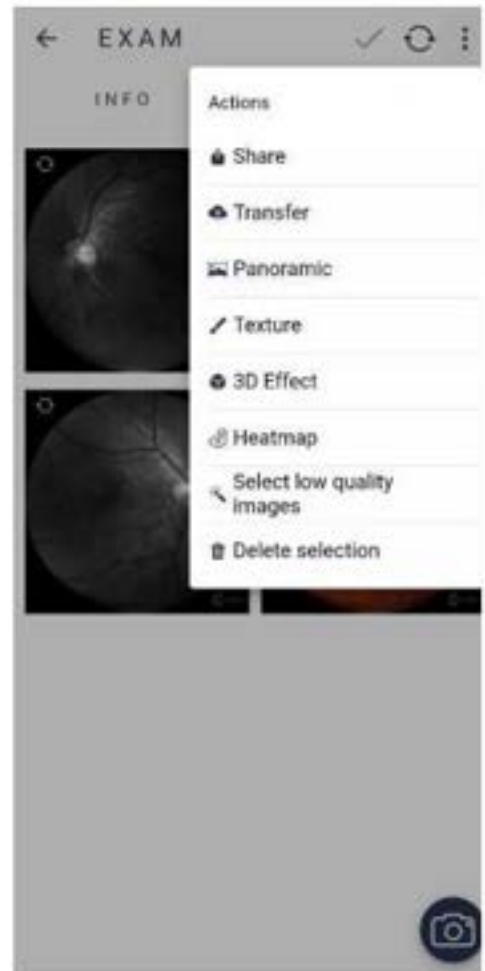 EXAM
INFO
Actions
Share
Transfer
Panoramic
Texture
3D Effect
Heatmap
Select low quality
images
Delete selection